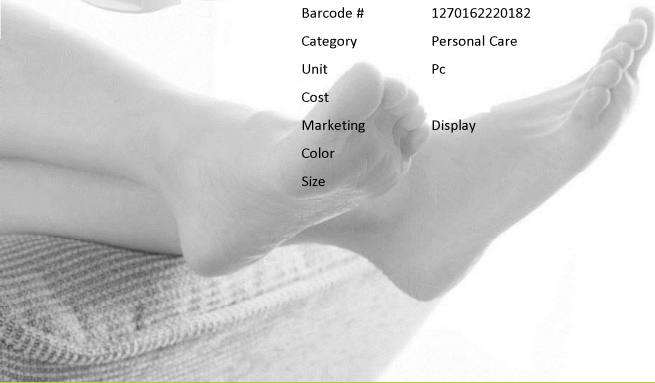 Barcode # 1270162220182
Category Personal Care
Unit Pc
Cost
Marketing Display
Color
Size